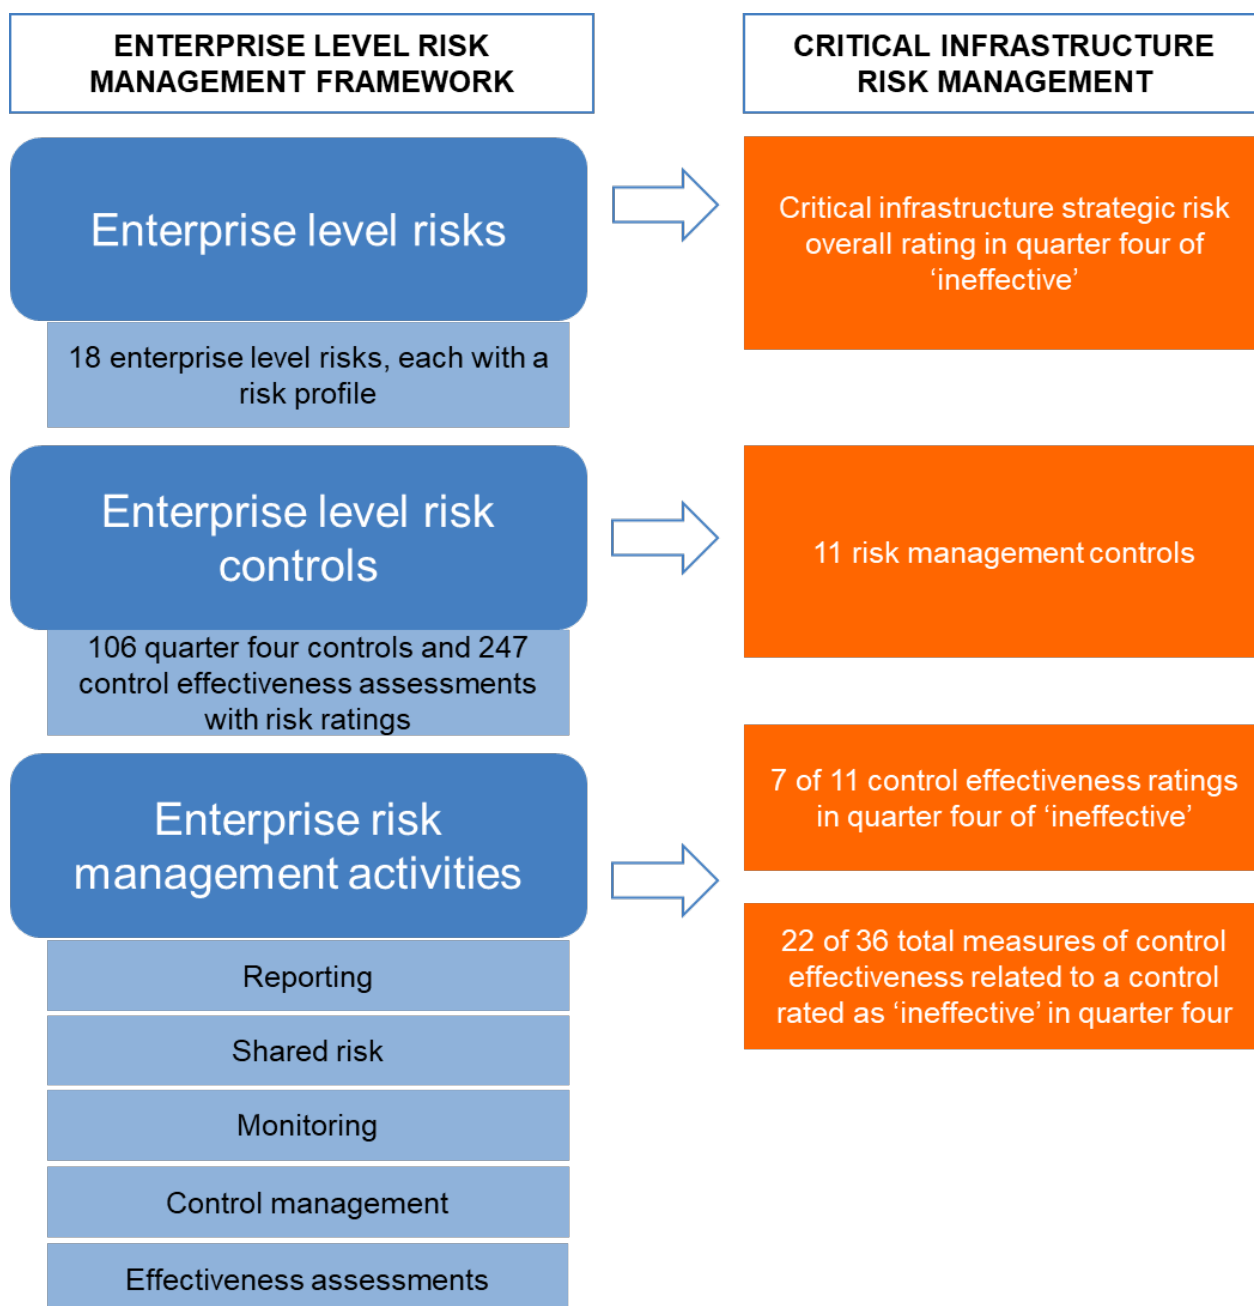 ENTERPRISE LEVEL RISK
MANAGEMENT FRAMEWORK
CRITICAL INFRASTRUCTURE
RISK MANAGEMENT
Enterprise level risks
18 enterprise level risks, each with a
risk profile
Critical infrastructure strategic risk
overall rating in quarter four of
‘ineffective’
Enterprise level risk
controls
106 quarter four controls and 247
control effectiveness assessments
with risk ratings
11 risk management controls
Enterprise risk
management activities
Reporting
Shared risk
Monitoring
Control management
Effectiveness assessments
7 of 11 control effectiveness ratings
in quarter four of ‘ineffective’
22 of 36 total measures of control
effectiveness related to a control
rated as ‘ineffective’ in quarter four